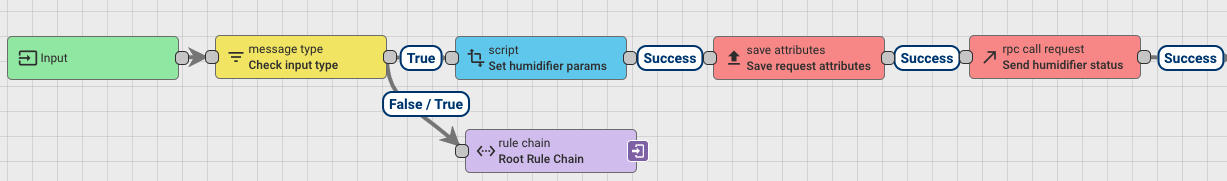 Input
message type
Check input type
True
script
Set humidifier params
Success
save attributes
Save request attributes
Success
rpc call request
Send humidifier status
Success
False / True
rule chain
Root Rule Chain